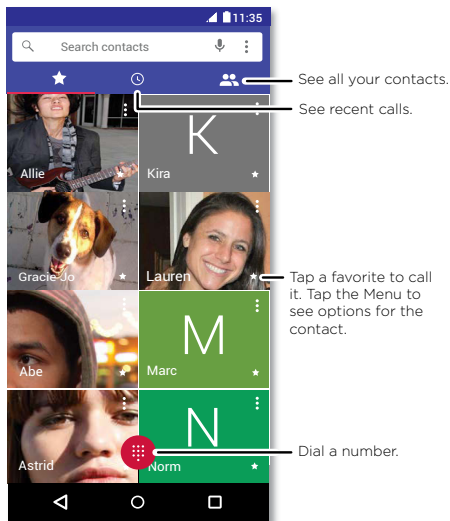 11:35
Search contacts
See all your contacts.
See recent calls.
K
Allie
Kira
Gracie-Jo
Lauren
Tap a favorite to call
it. Tap the Menu to
see options for the
contact.
M
Abe
Marc
N
Dial a number.
Astrid
Norm